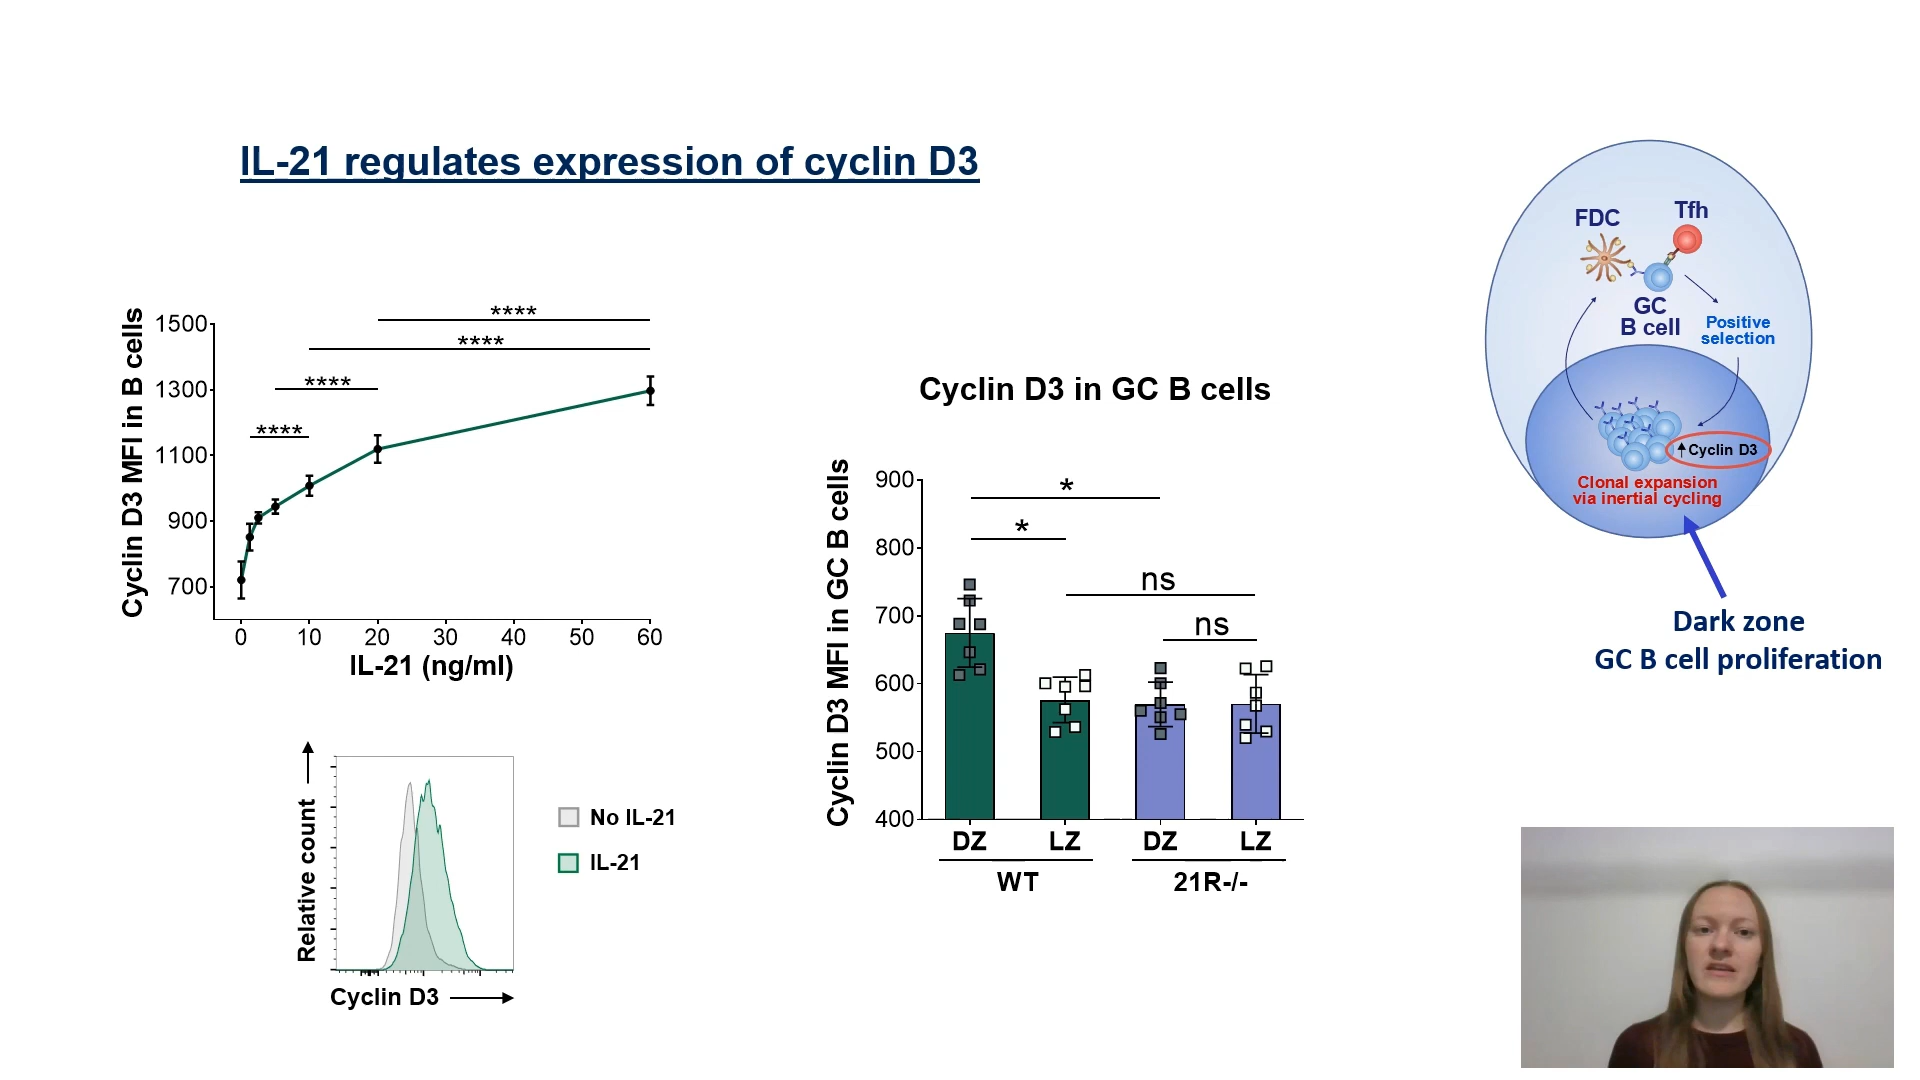 IL-21 regulates expression of cyclin D3
Cyclin D3 MFI in B cells
1500
1300
1100
900
700
****
****
****
****
0 10 20 30 40 50 60
IL-21 (ng/ml)
Relative count
Cyclin D3
No IL-21
IL-21
Cyclin D3 in GC B cells
Cyclin D3 MFI in GC B cells
900
800
700
600
500
400
*
*
ns
ns
DZ LZ DZ LZ
WT 21R-/-
FDC
Tfh
GC
B cell
Positive
selection
Cyclin D3
Clonal expansion
via inertial cycling
Dark zone
GC B cell proliferation